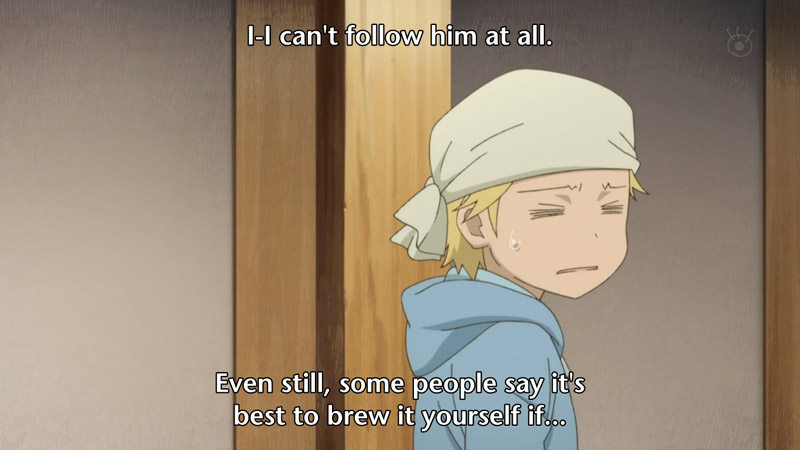 I-I can't follow him at all.
Even still, some people say it's
best to brew it yourself if...